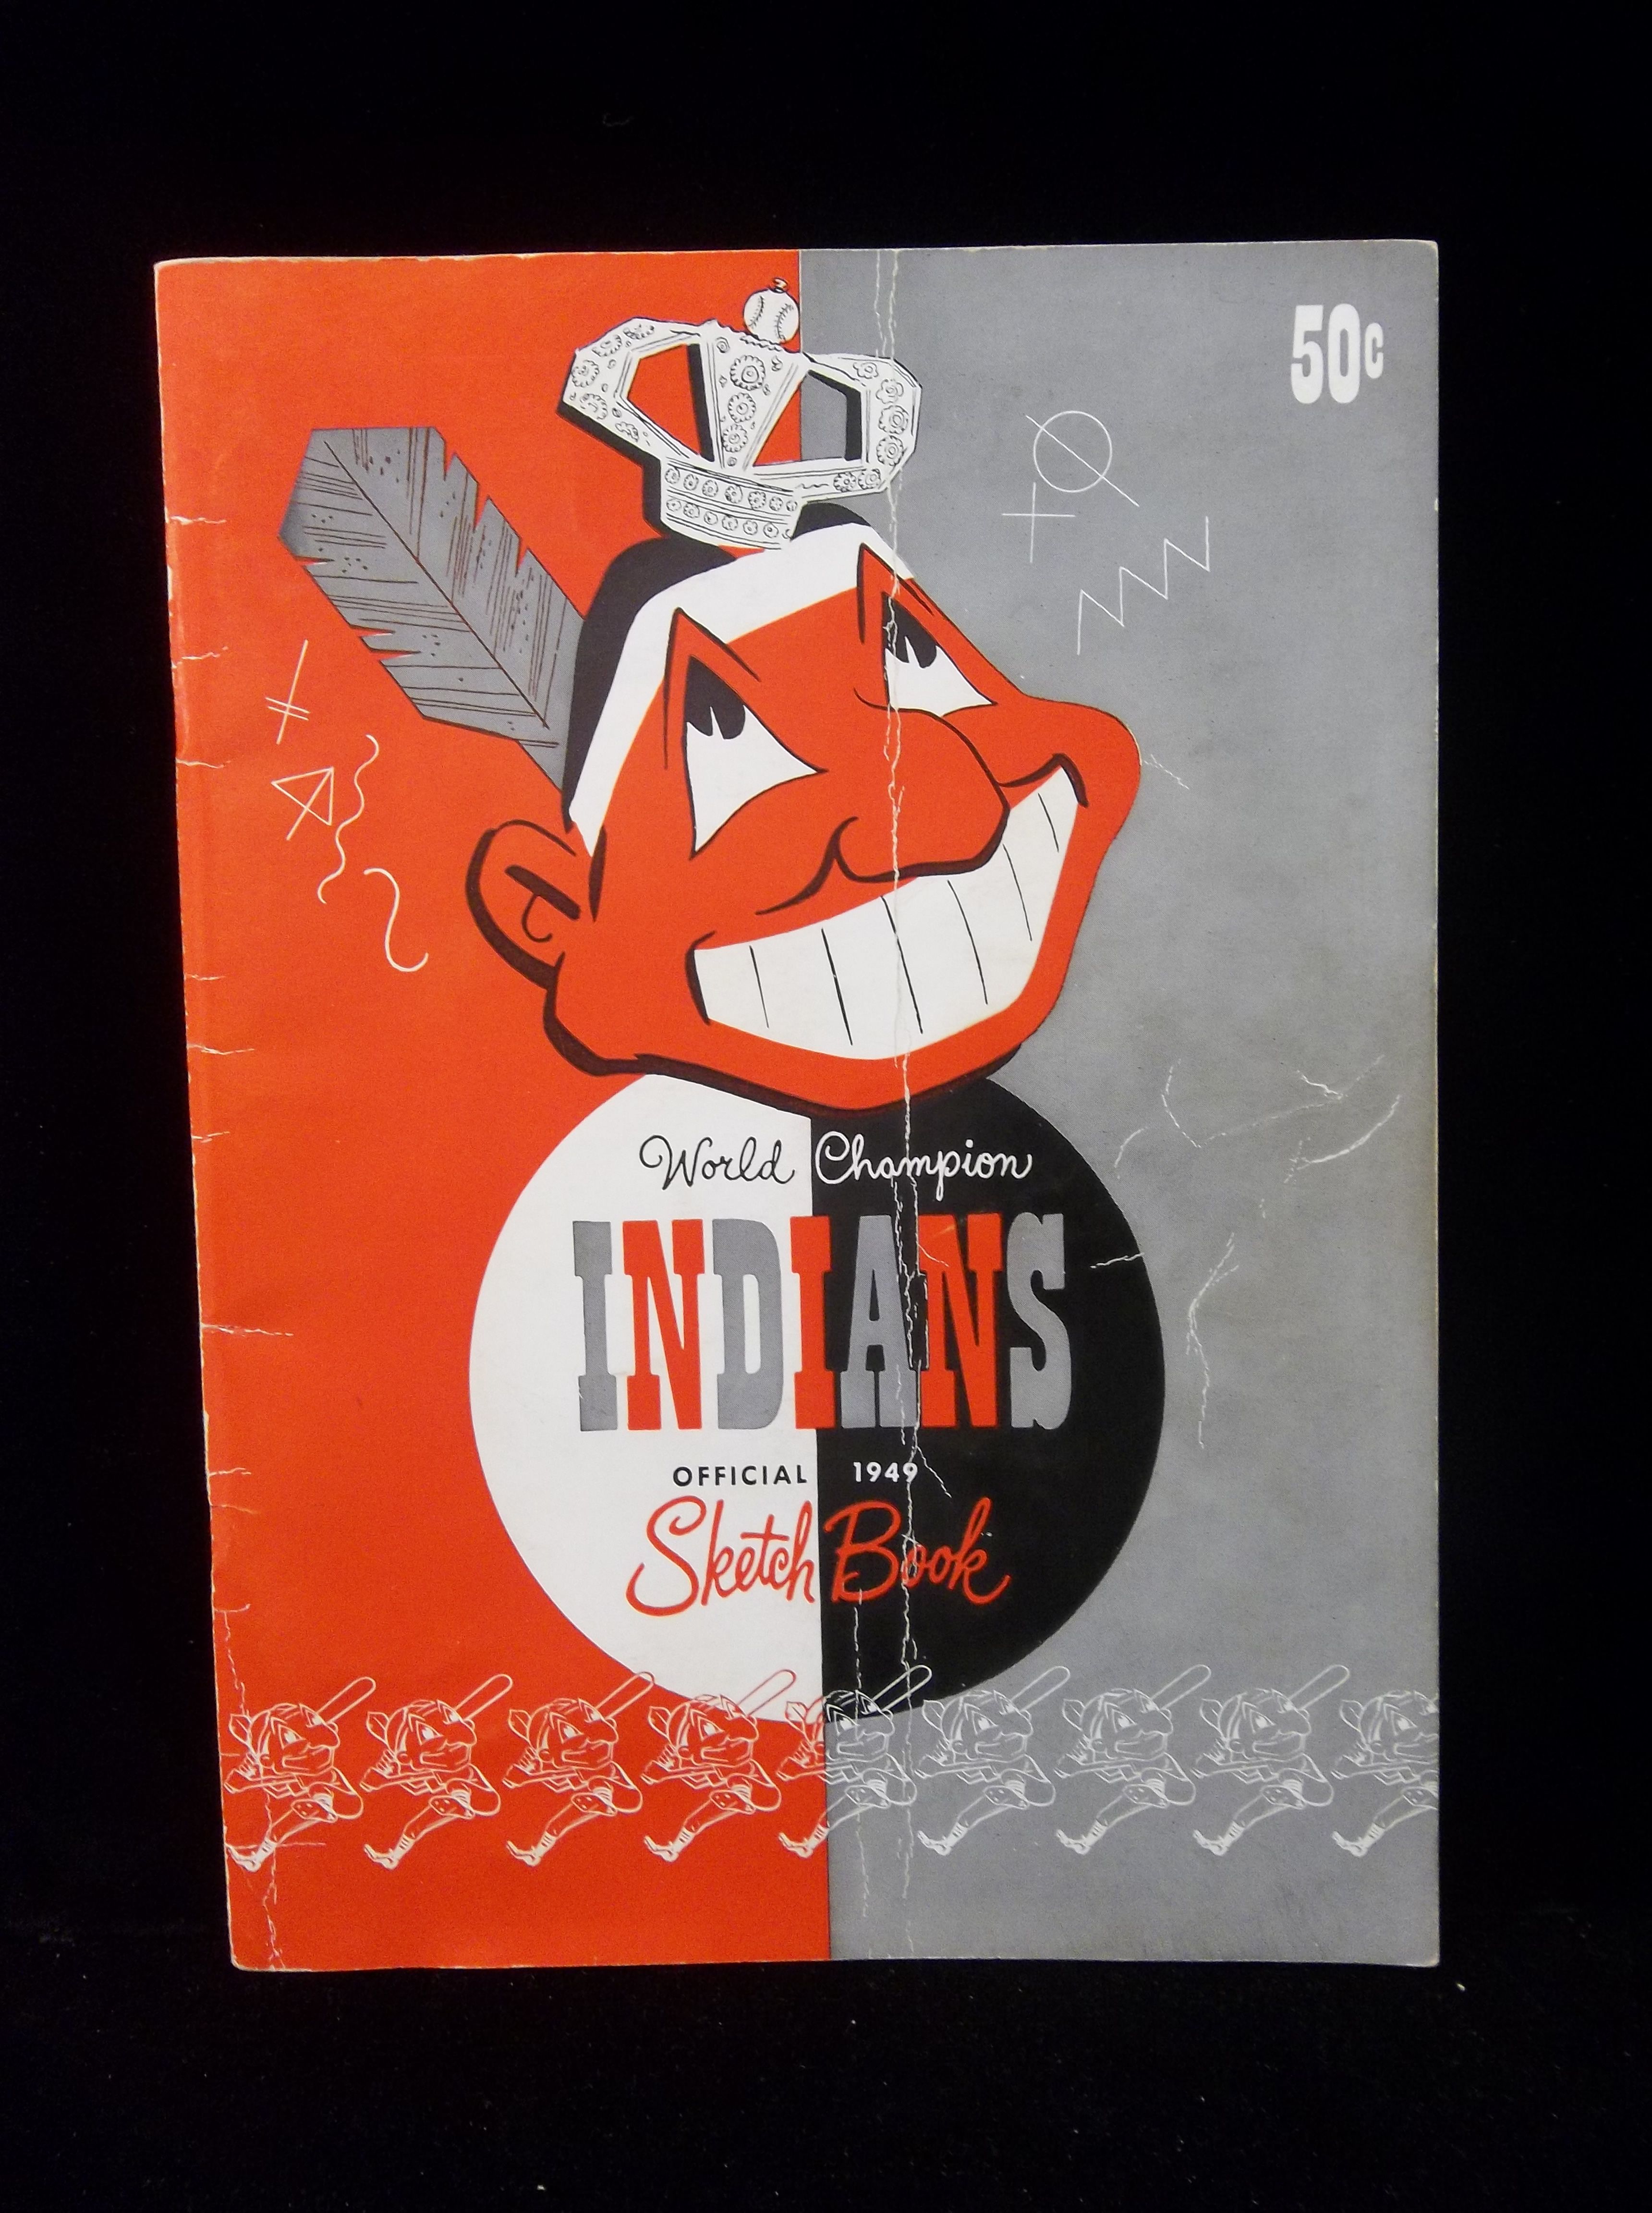 50c
World Champion
INDIANS
OFFICIAL 1949
Sketch Book